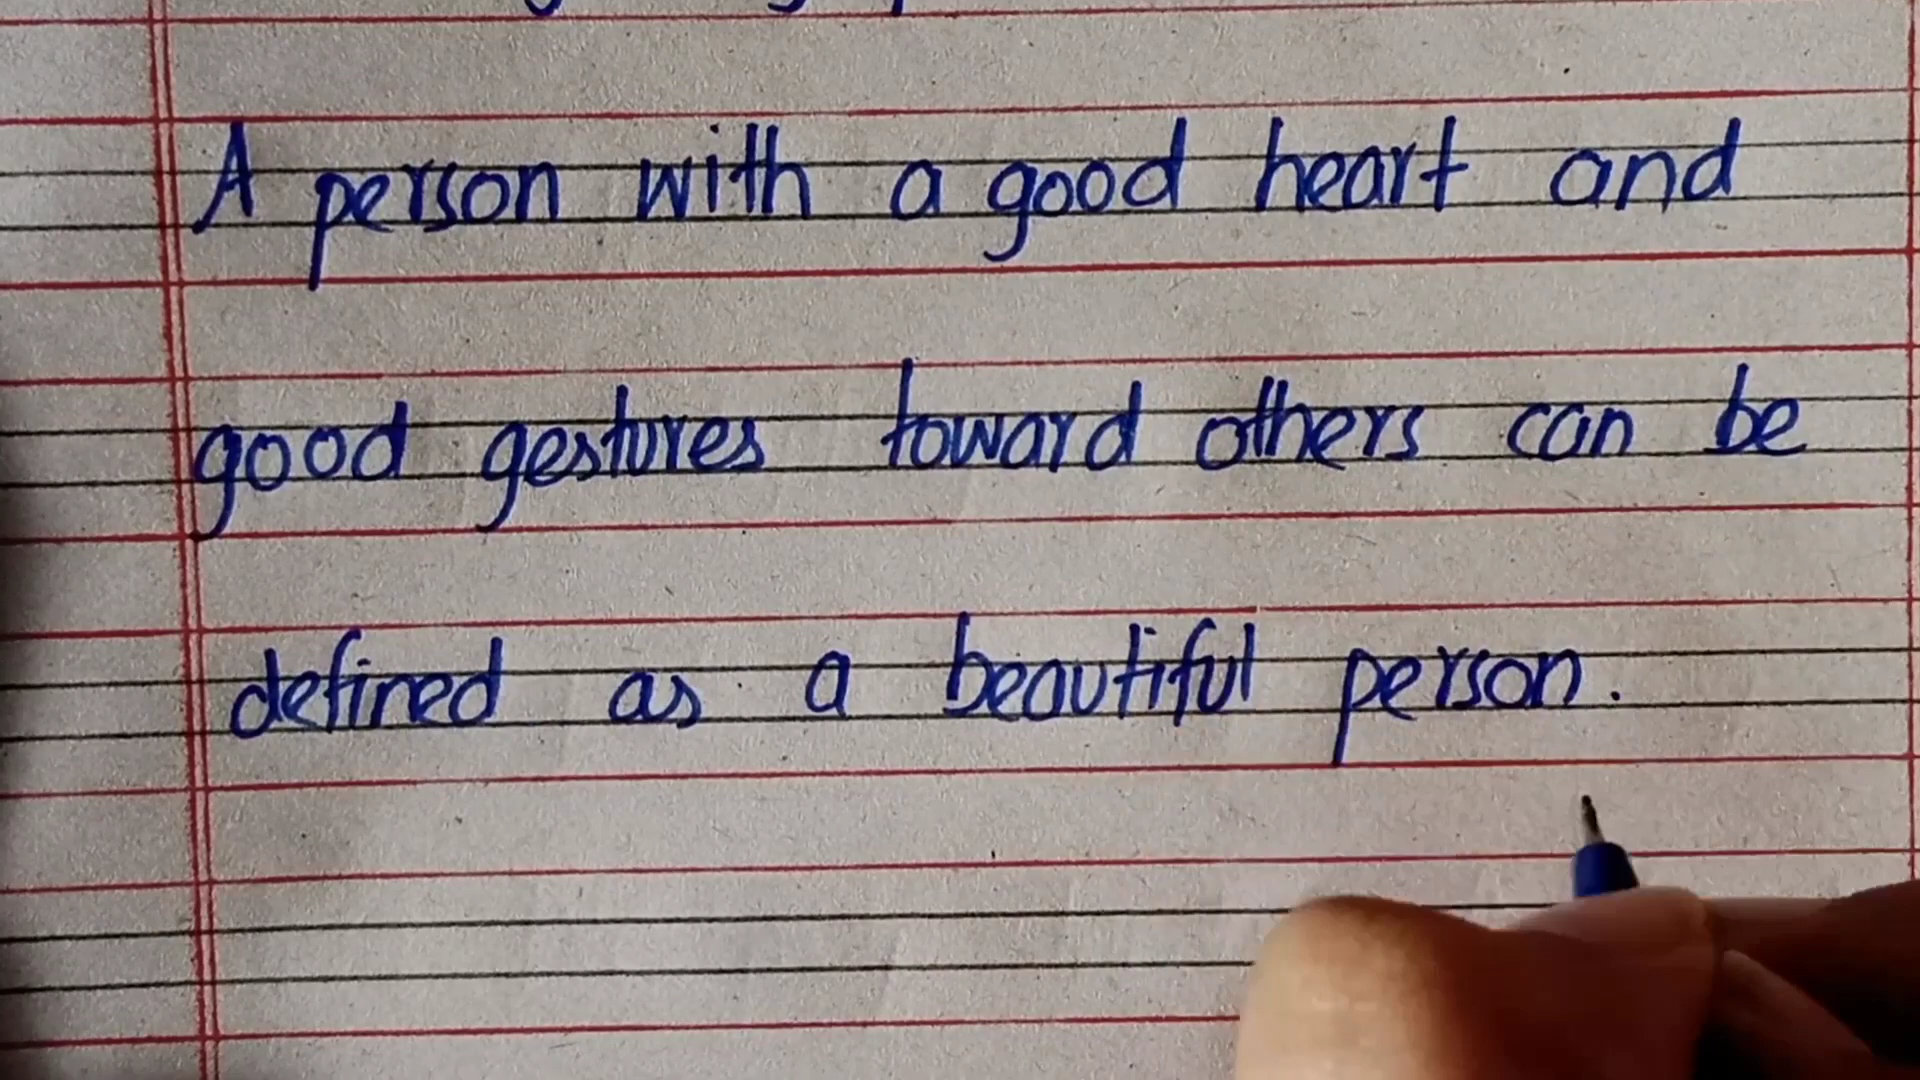 A person with a good heart and
good gestures toward others can be
defined as a beautiful person.